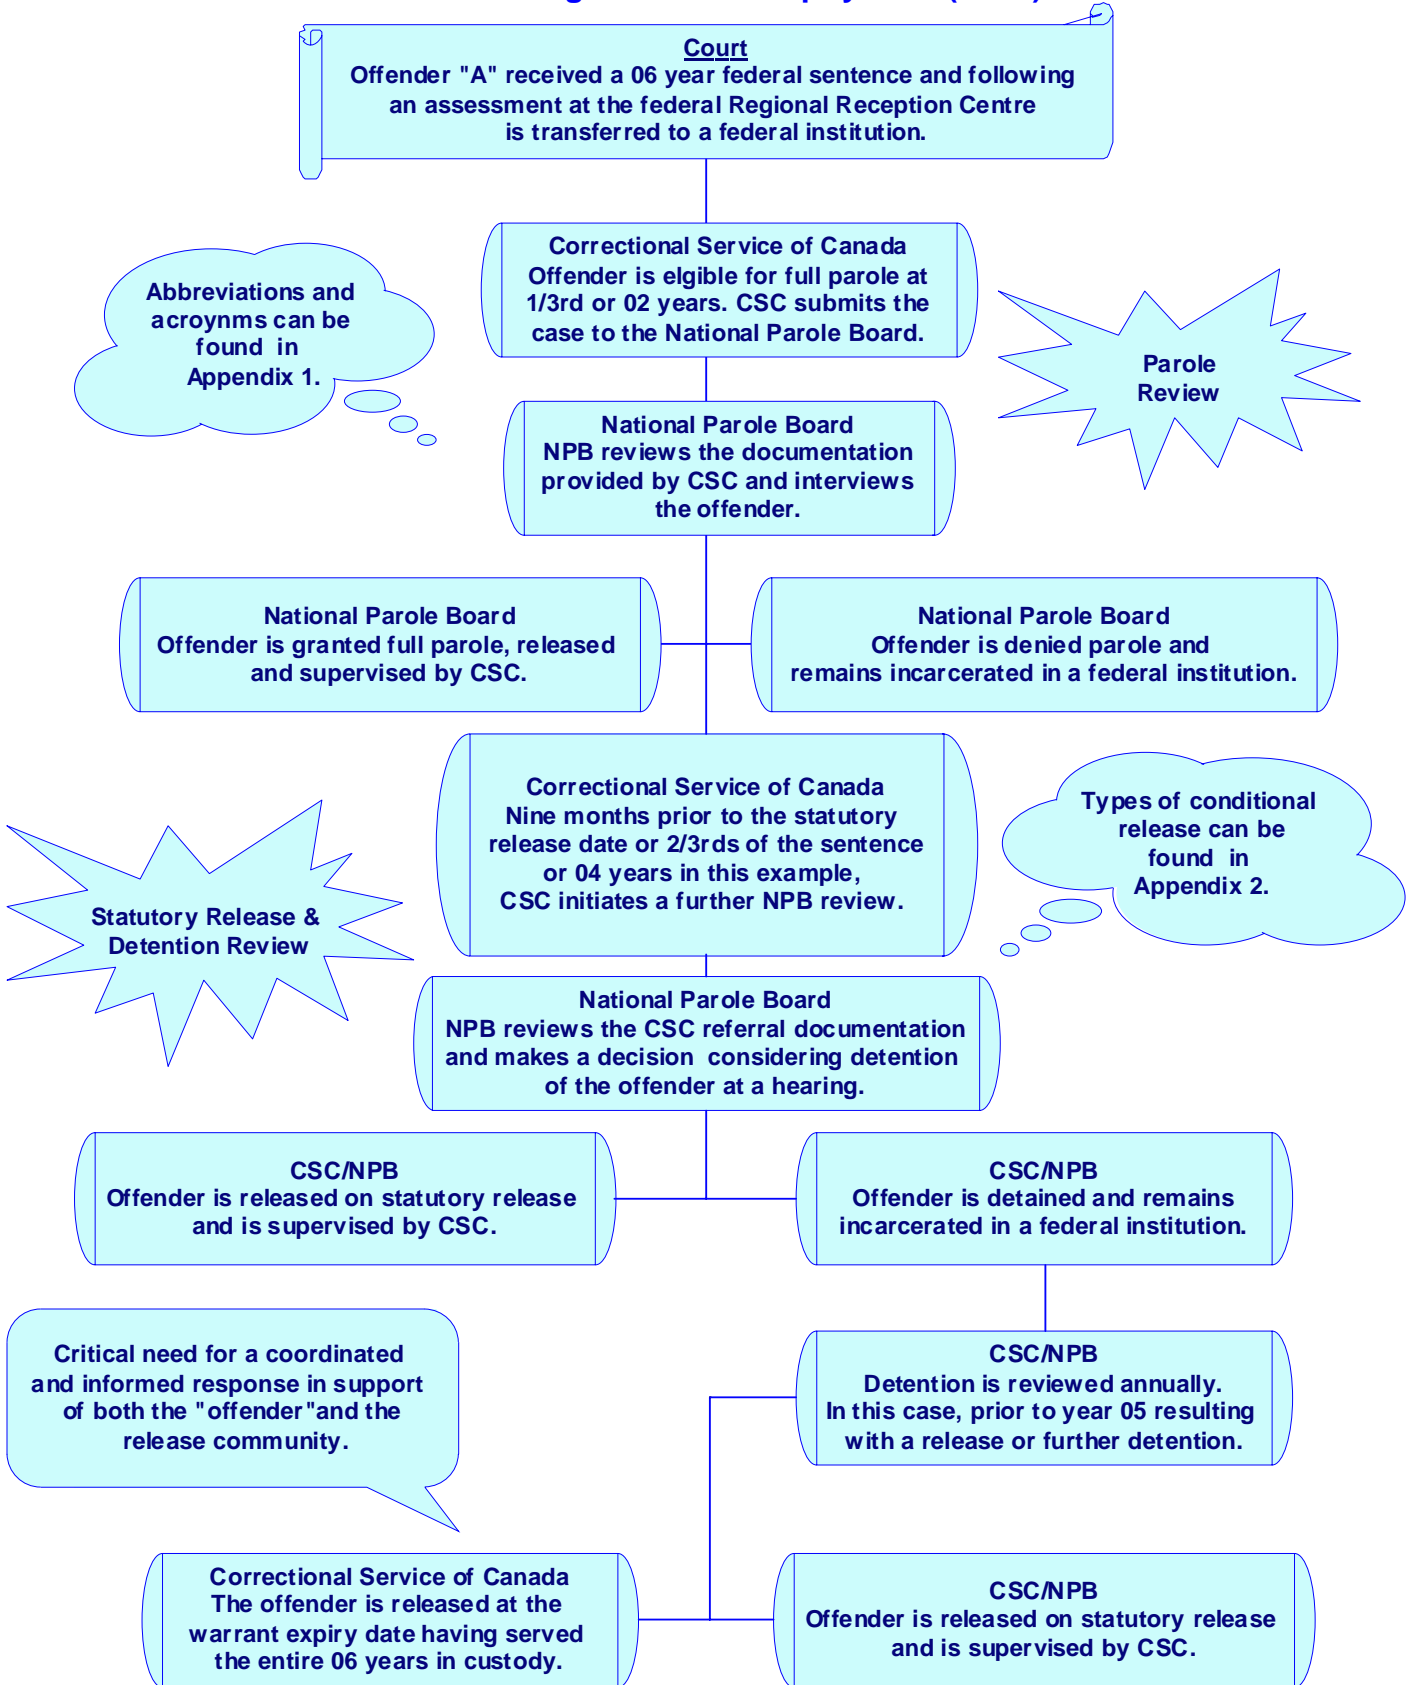 Court
Offender "A" received a 06 year federal sentence and following
an assessment at the federal Regional Reception Centre
is transferred to a federal institution.
Correctional Service of Canada
Offender is elgible for full parole at
1/3rd or 02 years. CSC submits the
case to the National Parole Board.
Abbreviations and
acroynms can be
found in
Appendix 1.
Parole
Review
National Parole Board
NPB reviews the documentation
provided by CSC and interviews
the offender.
National Parole Board
Offender is granted full parole, released
and supervised by CSC.
National Parole Board
Offender is denied parole and
remains incarcerated in a federal institution.
Correctional Service of Canada
Nine months prior to the statutory
release date or 2/3rds of the sentence
or 04 years in this example,
CSC initiates a further NPB review.
Types of conditional
release can be
found in
Appendix 2.
Statutory Release &
Detention Review
National Parole Board
NPB reviews the CSC referral documentation
and makes a decision considering detention
of the offender at a hearing.
CSC/NPB
Offender is released on statutory release
and is supervised by CSC.
CSC/NPB
Offender is detained and remains
incarcerated in a federal institution.
Critical need for a coordinated
and informed response in support
of both the "offender"and the
release community.
CSC/NPB
Detention is reviewed annually.
In this case, prior to year 05 resulting
with a release or further detention.
Correctional Service of Canada
The offender is released at the
warrant expiry date having served
the entire 06 years in custody.
CSC/NPB
Offender is released on statutory release
and is supervised by CSC.